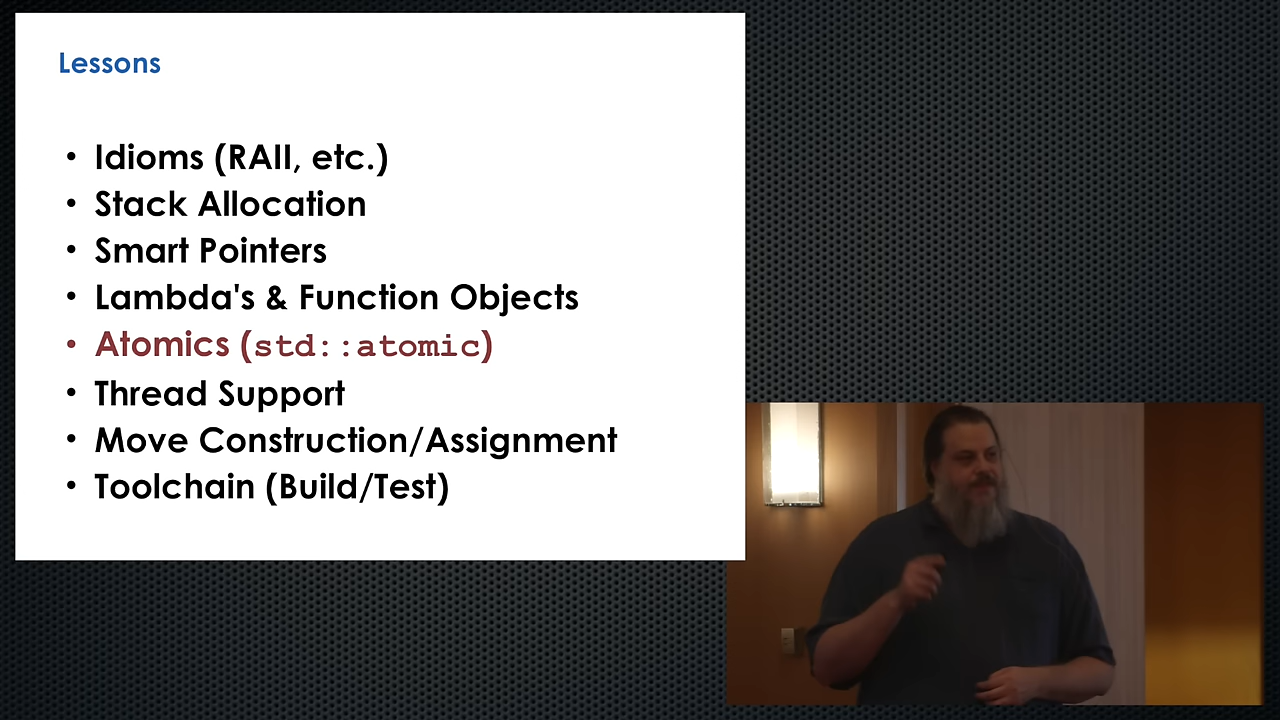 Lessons
• Idioms (RAII, etc.)
• Stack Allocation
• Smart Pointers
• Lambda's & Function Objects
• Atomics (std::atomic)
• Thread Support
• Move Construction/Assignment
• Toolchain (Build/Test)